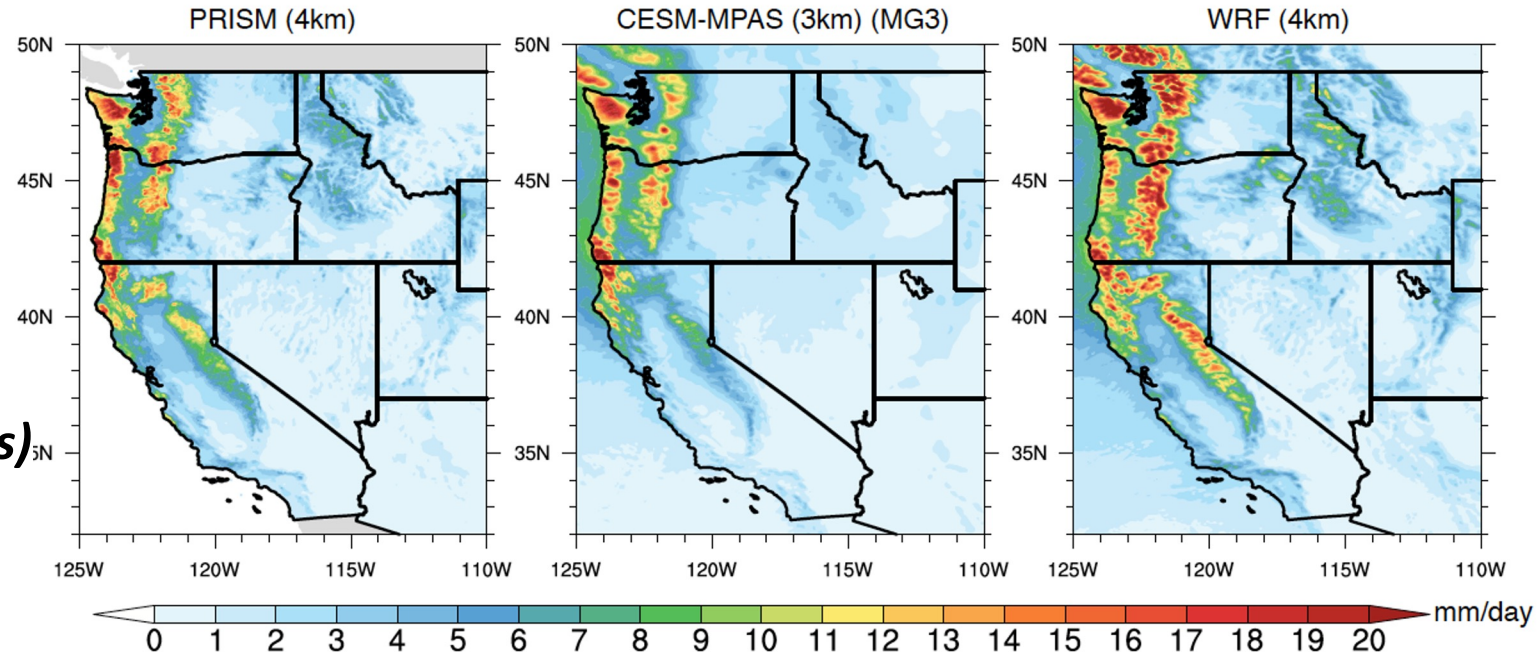 PRISM (4km) CESM-MPAS (3km) (MG3) WRF (4km)
50N 50N 50N
45N 45N 45N
40N 40N 40N
s) 5N 35N 35N
125W 120W 115W 110W 125W 120W 115W 110W 125W 120W 115W 110W
mm/day
0 1 2 3 4 5 6 7 8 9 10 11 12 13 14 15 16 17 18 19 20